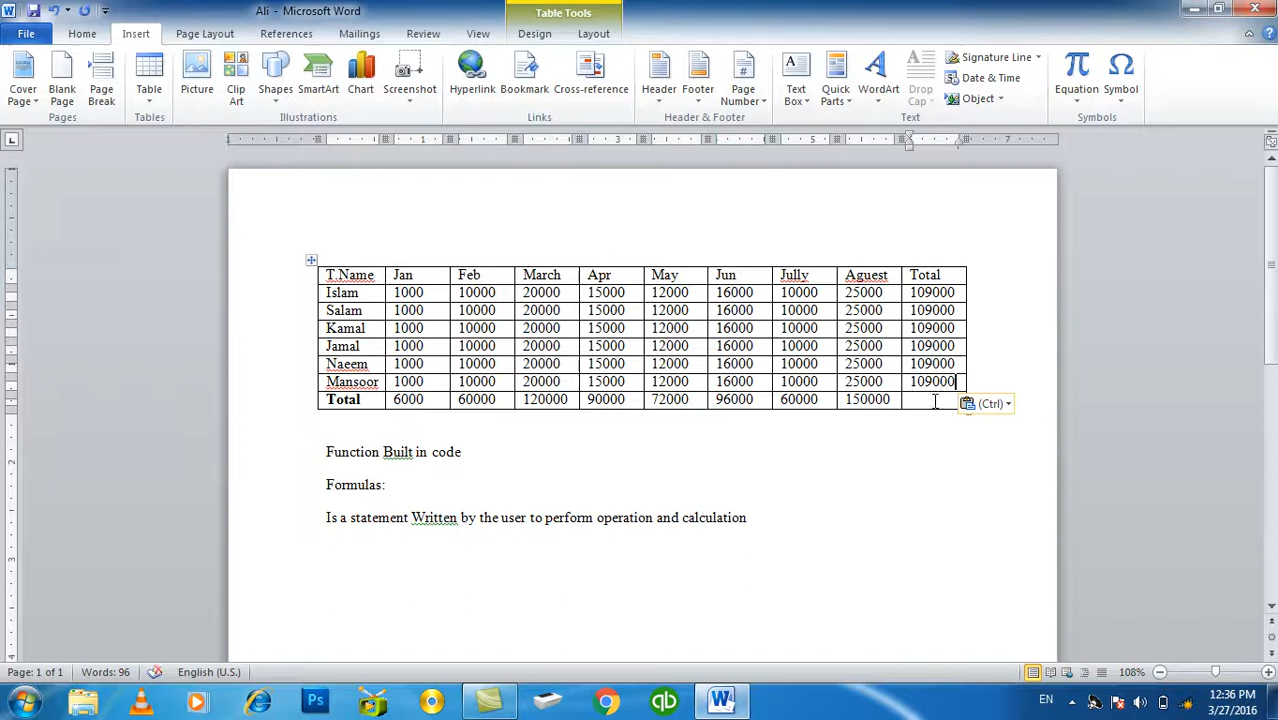 Ali - Microsoft Word
Table Tools
File Home Insert Page Layout References Mailings Review View Design Layout
Cover Page Blank Page Page Break Table Picture Clip Art Shapes SmartArt Chart Screenshot Hyperlink Bookmark Cross-reference Header Footer Page Number Text Box Quick Parts WordArt Drop Cap Signature Line Date & Time Object Equation Symbol
Pages Tables Illustrations Links Header & Footer Text Symbols
1 3 5 7
T.Name Jan Feb March Apr May Jun Jully Aguest Total
Islam 1000 10000 20000 15000 12000 16000 10000 25000 109000
Salam 1000 10000 20000 15000 12000 16000 10000 25000 109000
Kamal 1000 10000 20000 15000 12000 16000 10000 25000 109000
Jamal 1000 10000 20000 15000 12000 16000 10000 25000 109000
Naeem 1000 10000 20000 15000 12000 16000 10000 25000 109000
Mansoor 1000 10000 20000 15000 12000 16000 10000 25000 109000
Total 6000 60000 120000 90000 72000 96000 60000 150000
(Ctrl)
Function Built in code
Formulas:
Is a statement Written by the user to perform operation and calculation
Page: 1 of 1 Words: 96 English (U.S.) 108%
Ps qb W EN 12:36 PM
3/27/2016